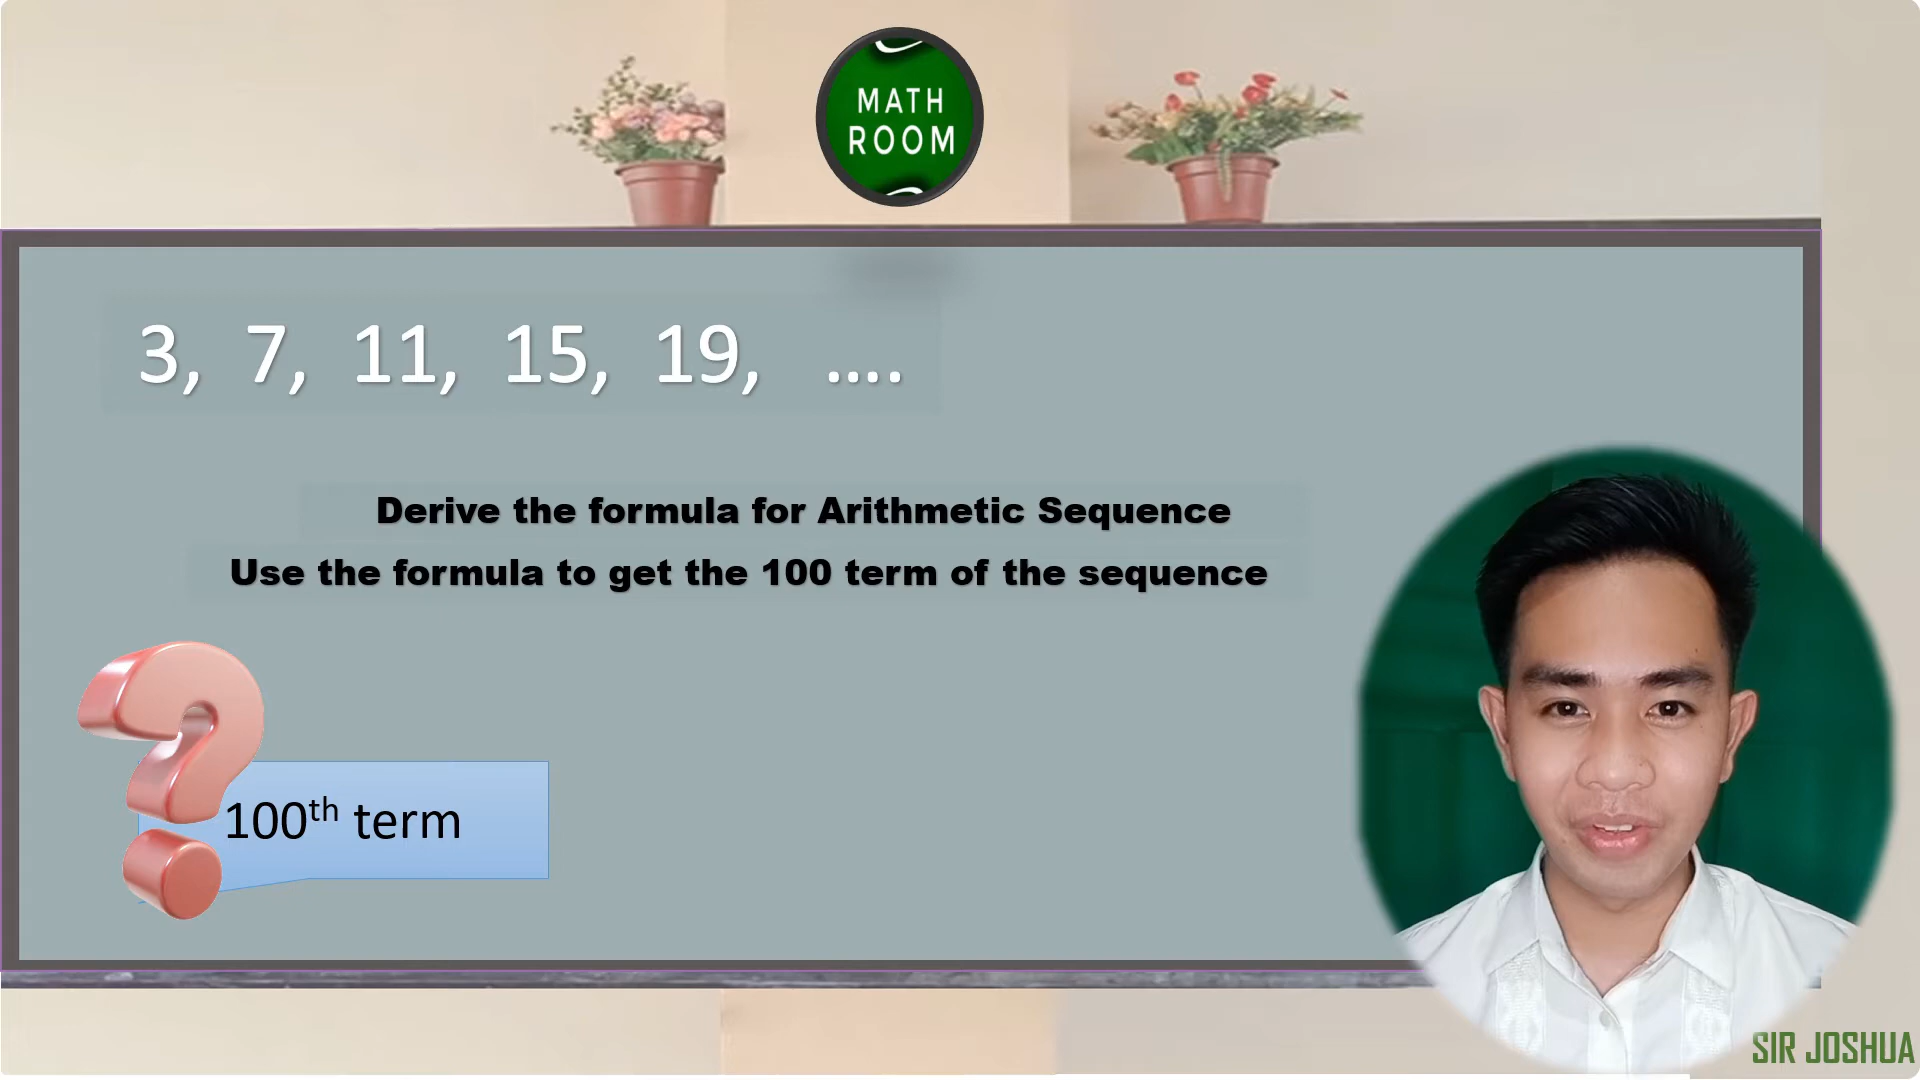 MATH
ROOM
3, 7, 11, 15, 19, ....
Derive the formula for Arithmetic Sequence
Use the formula to get the 100 term of the sequence
100th term
SIR JOSHUA